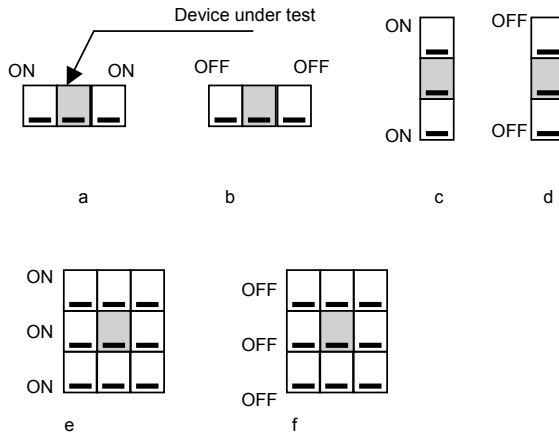 Device under test
ON ON
OFF OFF
ON
ON
OFF
OFF
a b c d
ON
ON
ON
OFF
OFF
OFF
e f